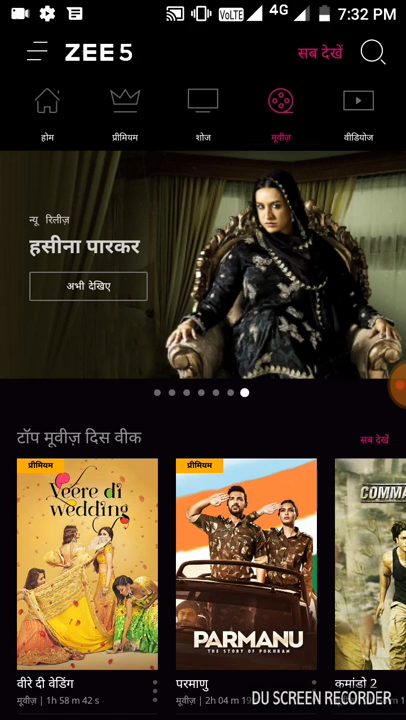 VoLTE 4G 7:32 PM
ZEE5 सब देखें
होम प्रीमियम शोज मूवीज़ वीडियोज
न्यू रिलीज़
हसीना पारकर
अभी देखिए
टॉप मूवीज़ दिस वीक सब देखें
प्रीमियम प्रीमियम
Veere di
wedding
COMMA
PARMANU
THE STORY OF POKHRAN
वीरे दी वेडिंग परमाणु कमांडो 2
मूवीज़ | 1h 58 m 42 s मूवीज़ | 2h 04 m 19
DU SCREEN RECORDER